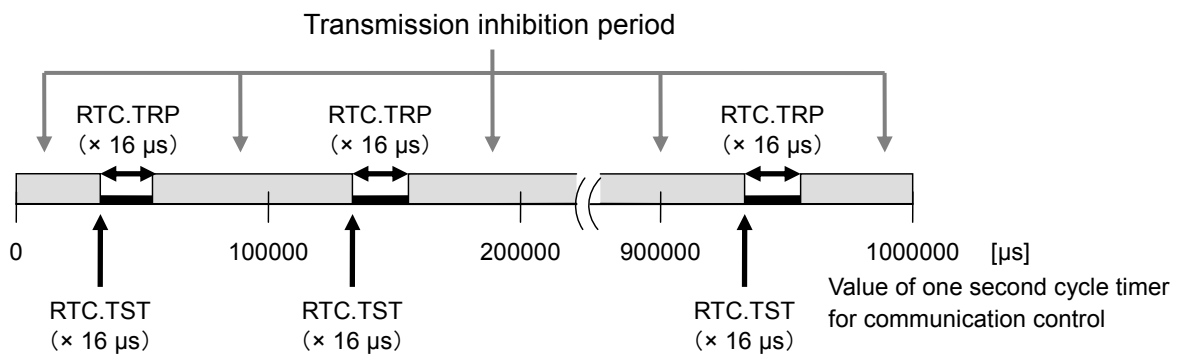 Transmission inhibition period
RTC.TRP
（× 16 µs）
RTC.TRP
（× 16 µs）
RTC.TRP
（× 16 µs）
0
100000
200000
900000
1000000
[µs]
RTC.TST
（× 16 µs）
RTC.TST
（× 16 µs）
RTC.TST
（× 16 µs）
Value of one second cycle timer
for communication control